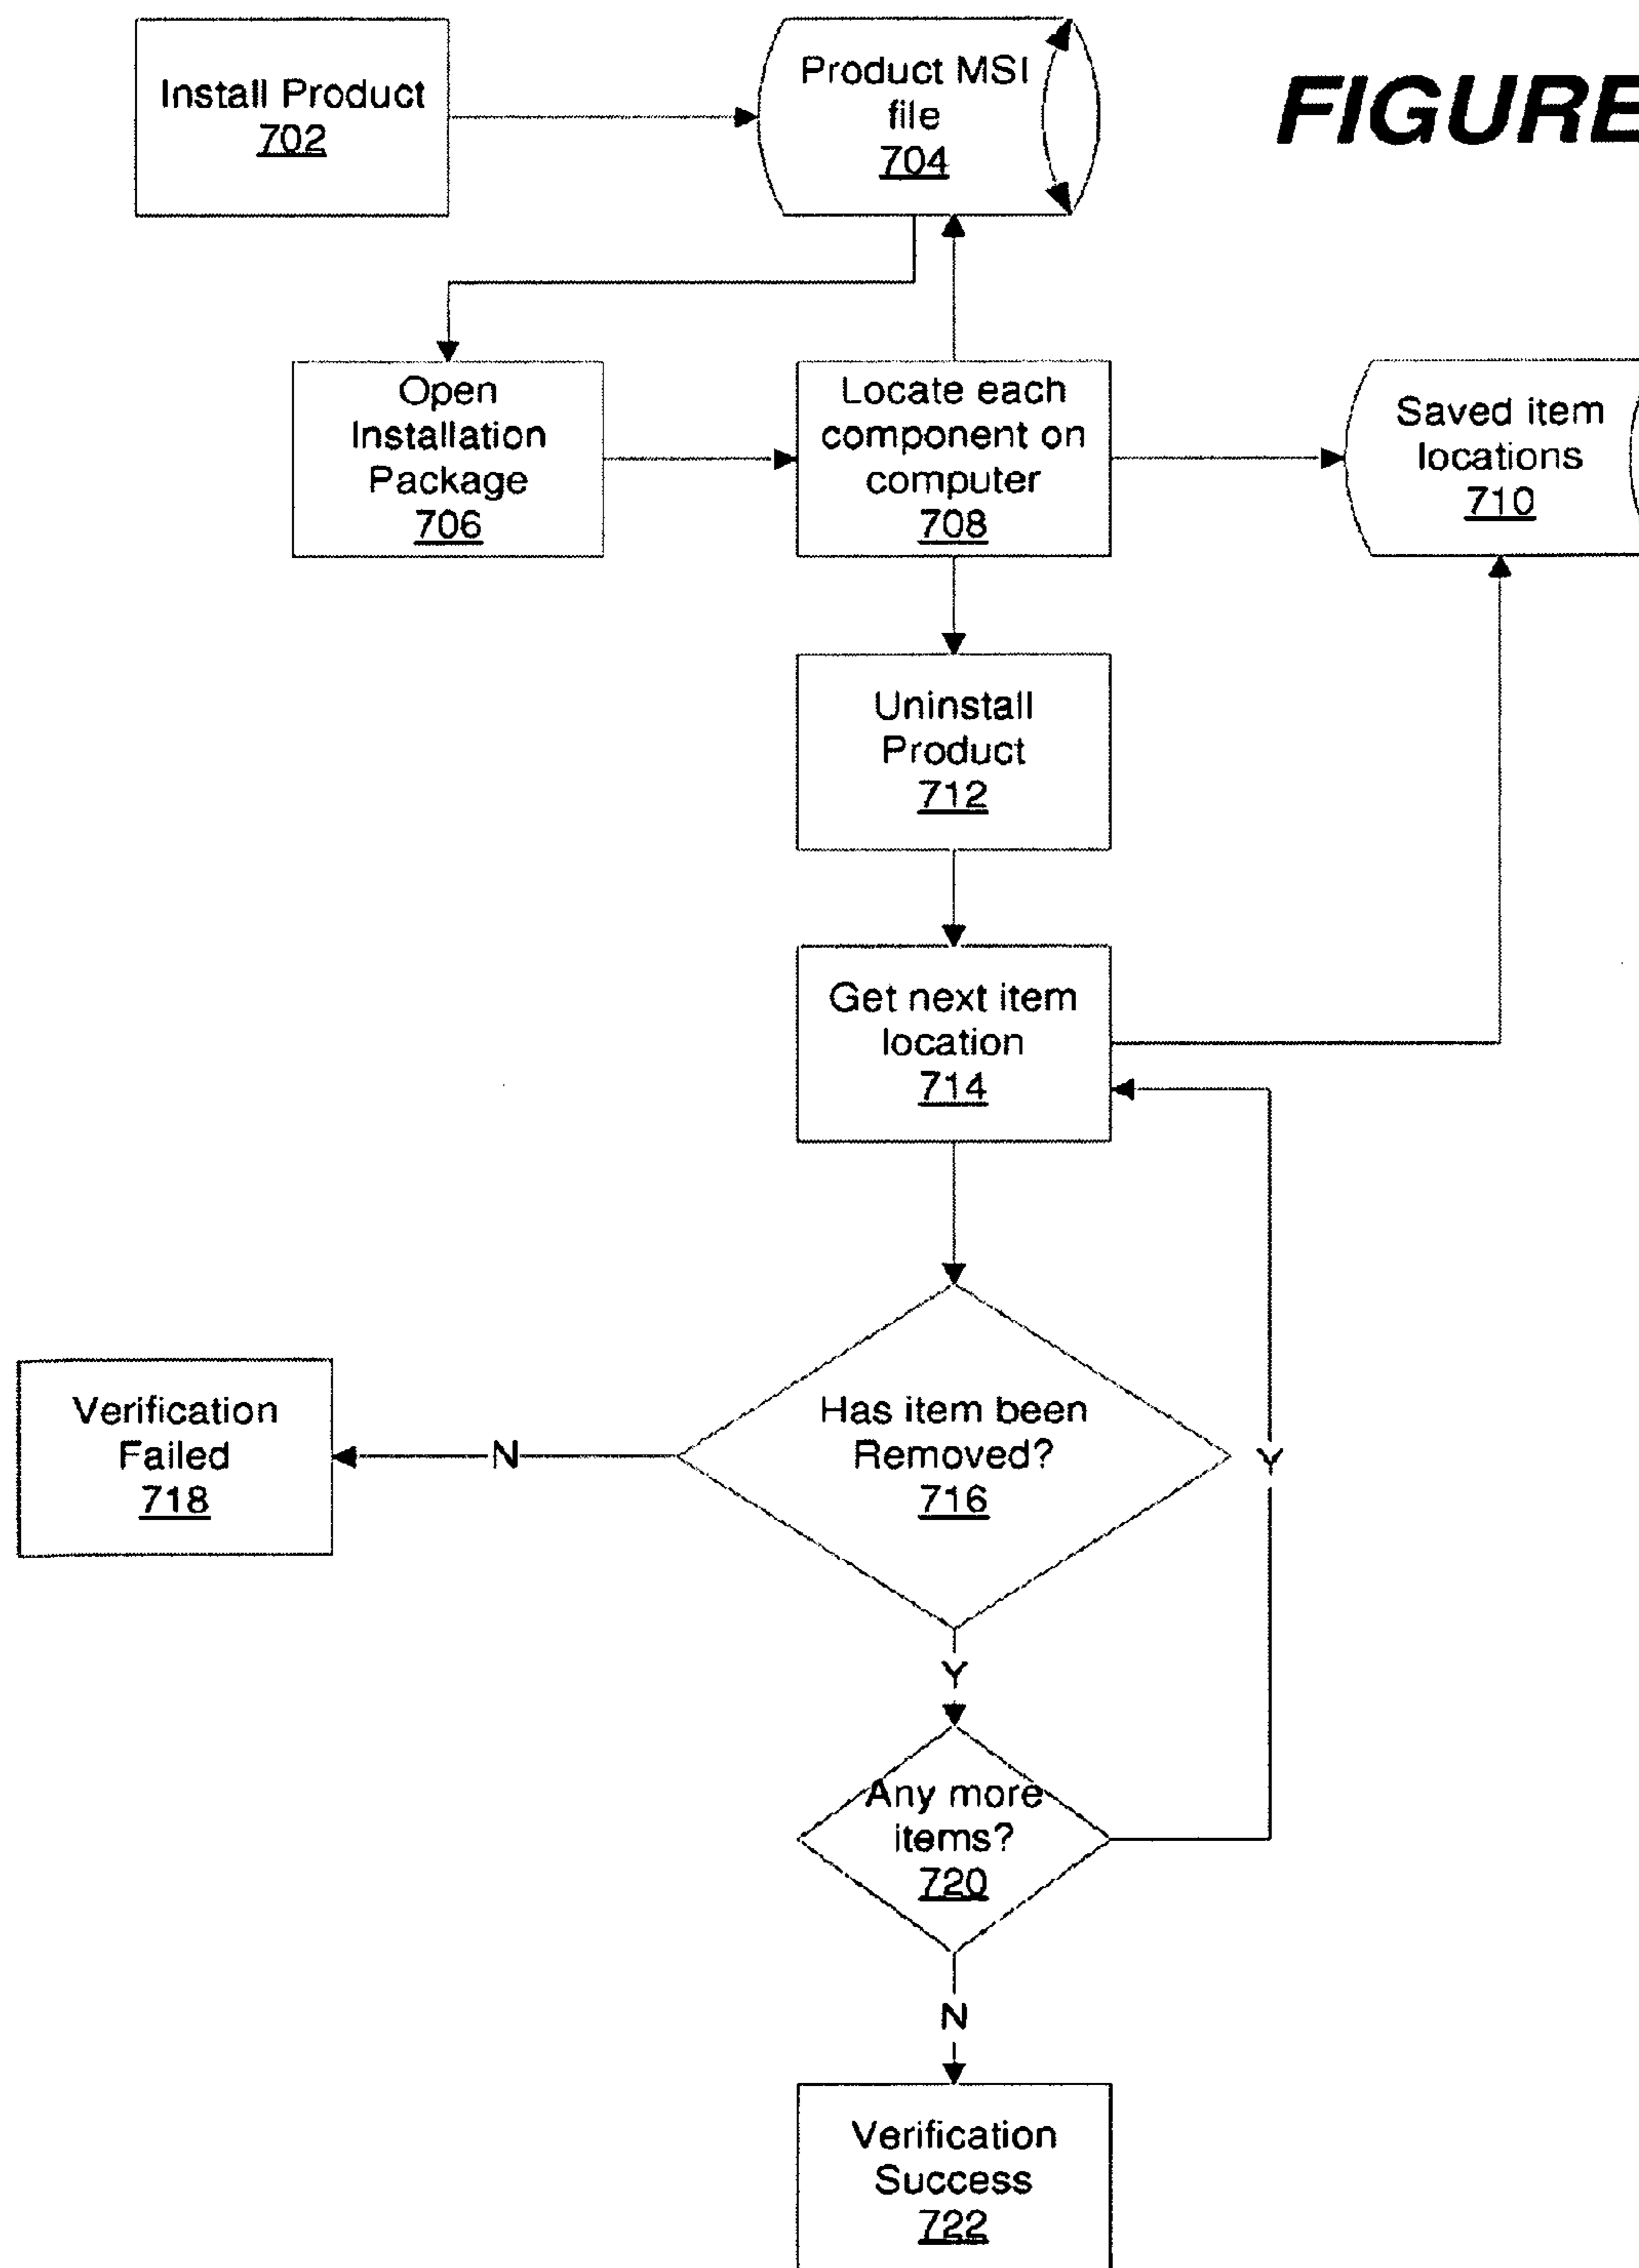 Install Product
702
Product MSI
file
704
FIGURE
Open
Installation
Package
706
Locate each
component on
computer
708
Saved item
locations
710
Uninstall
Product
712
Get next item
location
714
Has item been
Removed?
716
Verification
Failed
718
N
Y
Y
Any more
items?
720
N
Verification
Success
722